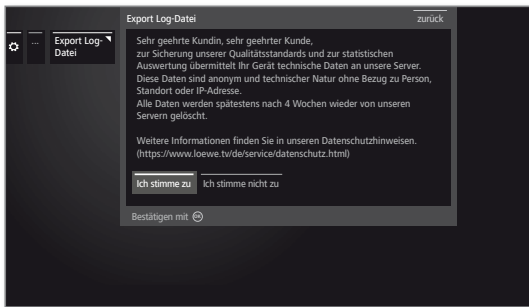 Export Log-Datei
zurück
...
Export Log-
Datei
Sehr geehrte Kundin, sehr geehrter Kunde,
zur Sicherung unserer Qualitätsstandards und zur statistischen
Auswertung übermittelt Ihr Gerät technische Daten an unsere Server.
Diese Daten sind anonym und technischer Natur ohne Bezug zu Person,
Standort oder IP-Adresse.
Alle Daten werden spätestens nach 4 Wochen wieder von unseren
Servern gelöscht.
Weitere Informationen finden Sie in unseren Datenschutzhinweisen.
(https://www.loewe.tv/de/service/datenschutz.html)
Ich stimme zu
Ich stimme nicht zu
Bestätigen mit OK